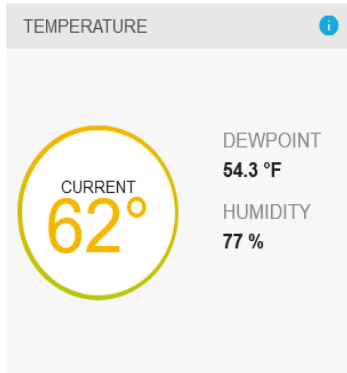 TEMPERATURE
i
CURRENT
62°
DEWPOINT
54.3 °F
HUMIDITY
77 %